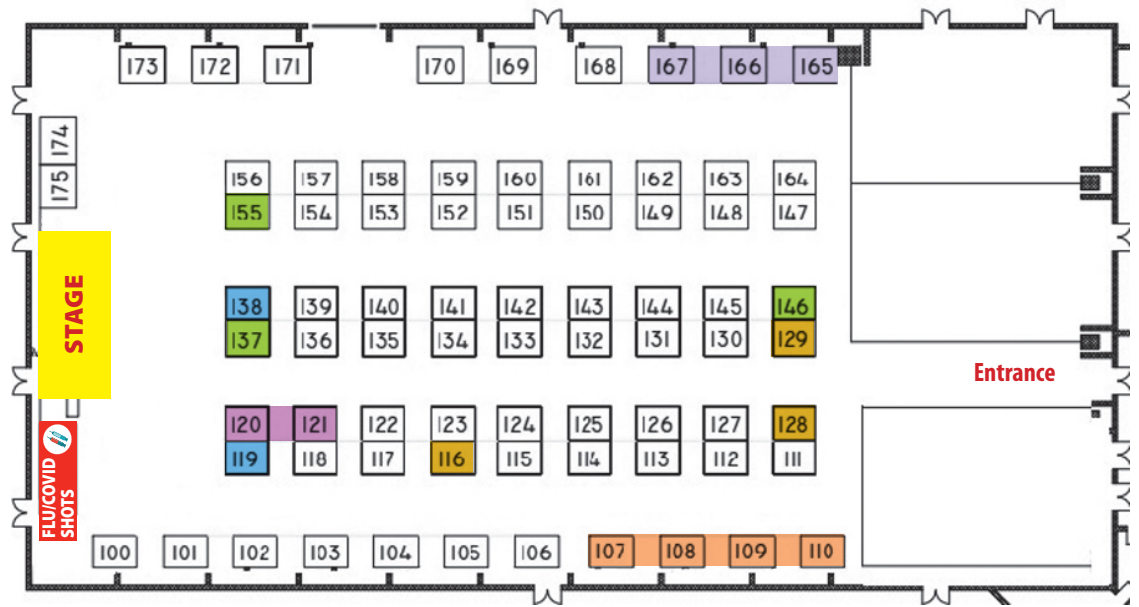 173 172 171 170 169 168 167 166 165
174
175
156 157 158 159 160 161 162 163 164
155 154 153 152 151 150 149 148 147
STAGE
138 139 140 141 142 143 144 145 146
137 136 135 134 133 132 131 130 129
Entrance
120 121 122 123 124 125 126 127 128
119 118 117 116 115 114 113 112 111
FLU/COVID
SHOTS
100 101 102 103 104 105 106 107 108 109 110